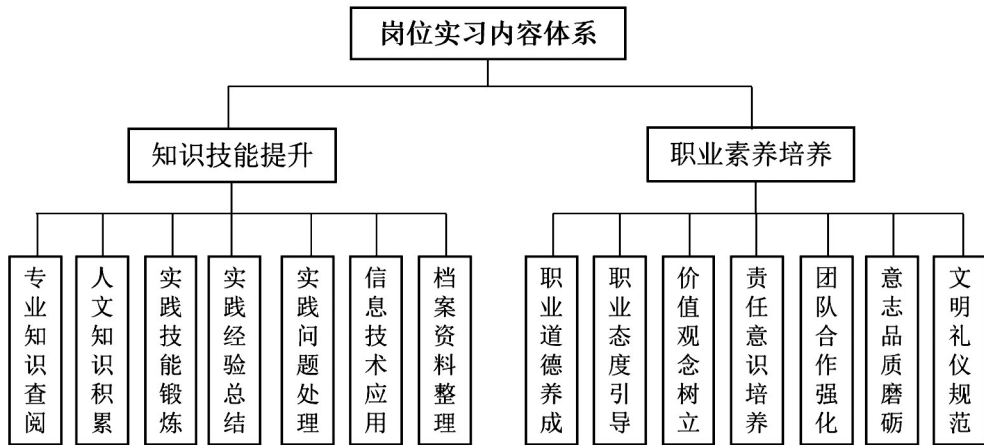 岗位实习内容体系
知识技能提升
职业素养培养
专业知识查阅
人文知识积累
实践技能锻炼
实践经验总结
实践问题处理
信息技术应用
档案资料整理
职业道德养成
职业态度引导
价值观念树立
责任意识培养
团队合作强化
意志品质磨砺
文明礼仪规范